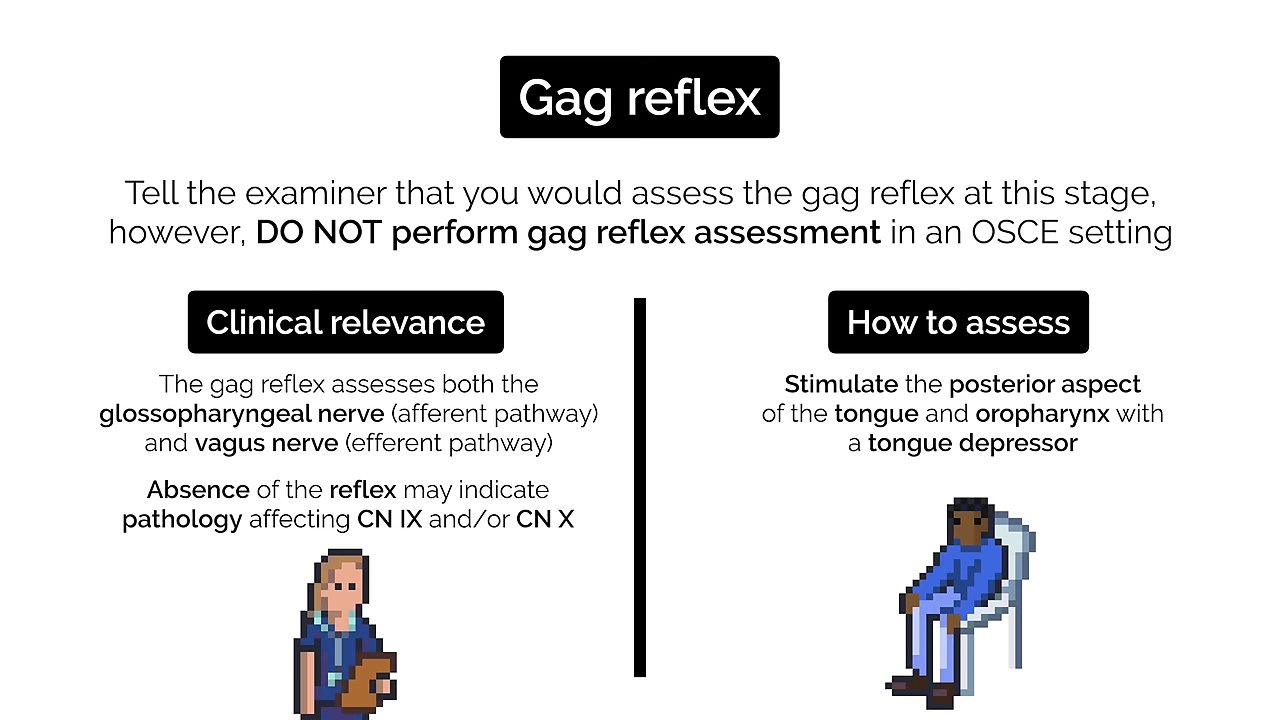 Gag reflex
Tell the examiner that you would assess the gag reflex at this stage,
however, DO NOT perform gag reflex assessment in an OSCE setting
Clinical relevance
The gag reflex assesses both the
glossopharyngeal nerve (afferent pathway)
and vagus nerve (efferent pathway)
Absence of the reflex may indicate
pathology affecting CN IX and/or CN X
How to assess
Stimulate the posterior aspect
of the tongue and oropharynx with
a tongue depressor